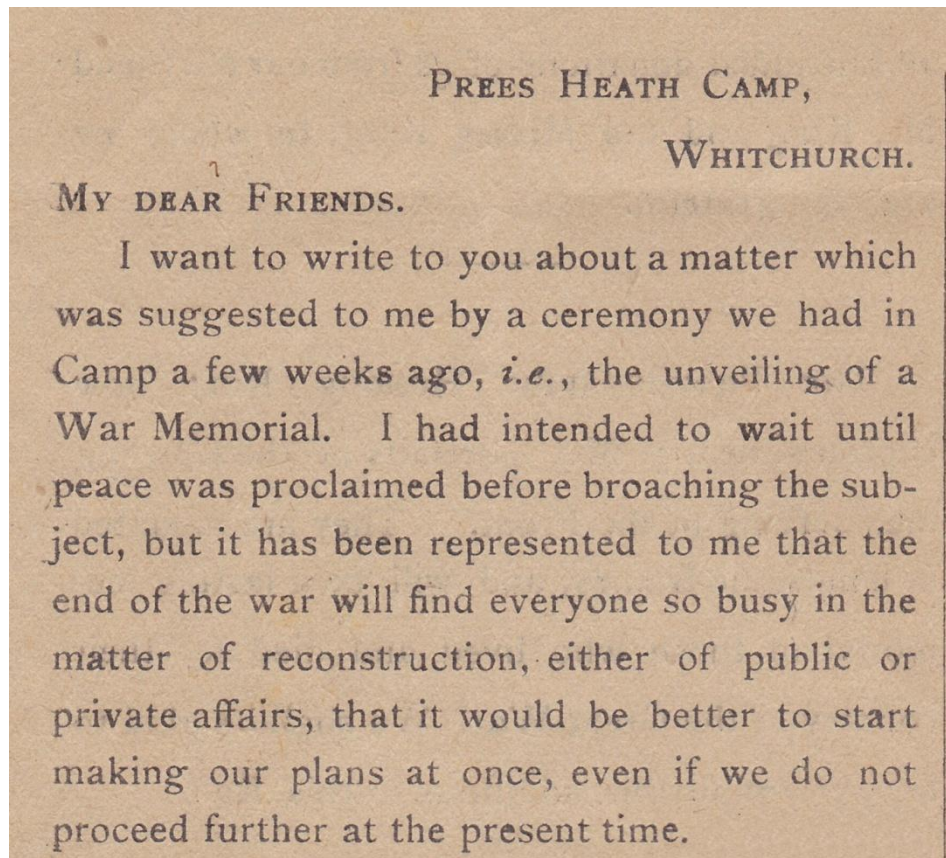 PREES HEATH CAMP,
WHITCHURCH.
MY DEAR FRIENDS.
I want to write to you about a matter which
was suggested to me by a ceremony we had in
Camp a few weeks ago, i.e., the unveiling of a
War Memorial. I had intended to wait until
peace was proclaimed before broaching the sub-
ject, but it has been represented to me that the
end of the war will find everyone so busy in the
matter of reconstruction, either of public or
private affairs, that it would be better to start
making our plans at once, even if we do not
proceed further at the present time.